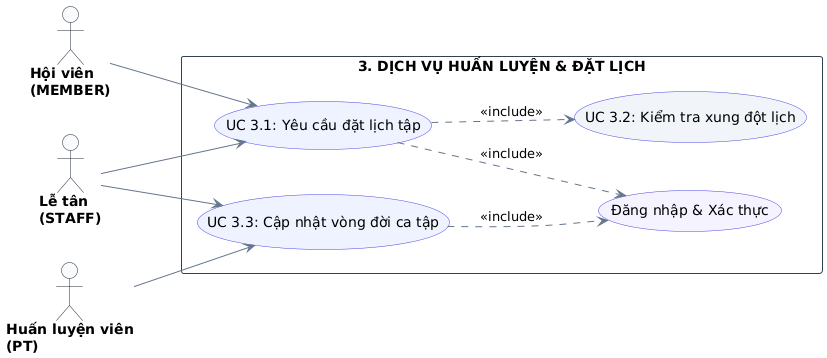 3. DỊCH VỤ HUẤN LUYỆN & ĐẶT LỊCH
Hội viên
(MEMBER)
Lễ tân
(STAFF)
Huấn luyện viên
(PT)
UC 3.1: Yêu cầu đặt lịch tập
«include»
UC 3.2: Kiểm tra xung đột lịch
«include»
Đăng nhập & Xác thực
UC 3.3: Cập nhật vòng đời ca tập
«include»